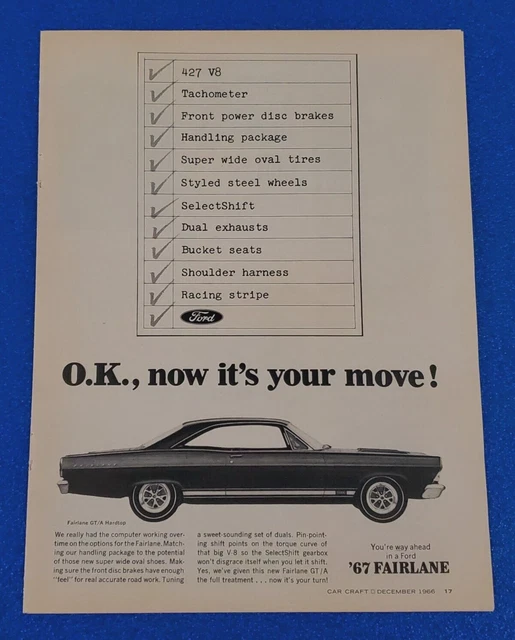 427 V8
Tachometer
Front power disc brakes
Handling package
Super wide oval tires
Styled steel wheels
SelectShift
Dual exhausts
Bucket seats
Shoulder harness
Racing stripe
Ford
O.K., now it's your move!
Fairlane GT/A Hardtop
We really had the computer working over-
time on the options for the Fairlane. Match-
ing our handling package to the potential
of those new super wide oval shoes. Mak-
ing sure the front disc brakes have enough
"feel" for real accurate road work. Tuning
a sweet-sounding set of duals. Pin-point-
ing shift points on the torque curve of
that big V-8 so the SelectShift gearbox
won't disgrace itself when you let it shift.
Yes, we've given this new Fairlane GT/A
the full treatment . . . now it's your turn!
You're way ahead
in a Ford
'67 FAIRLANE
CAR CRAFT □ DECEMBER 1966 17